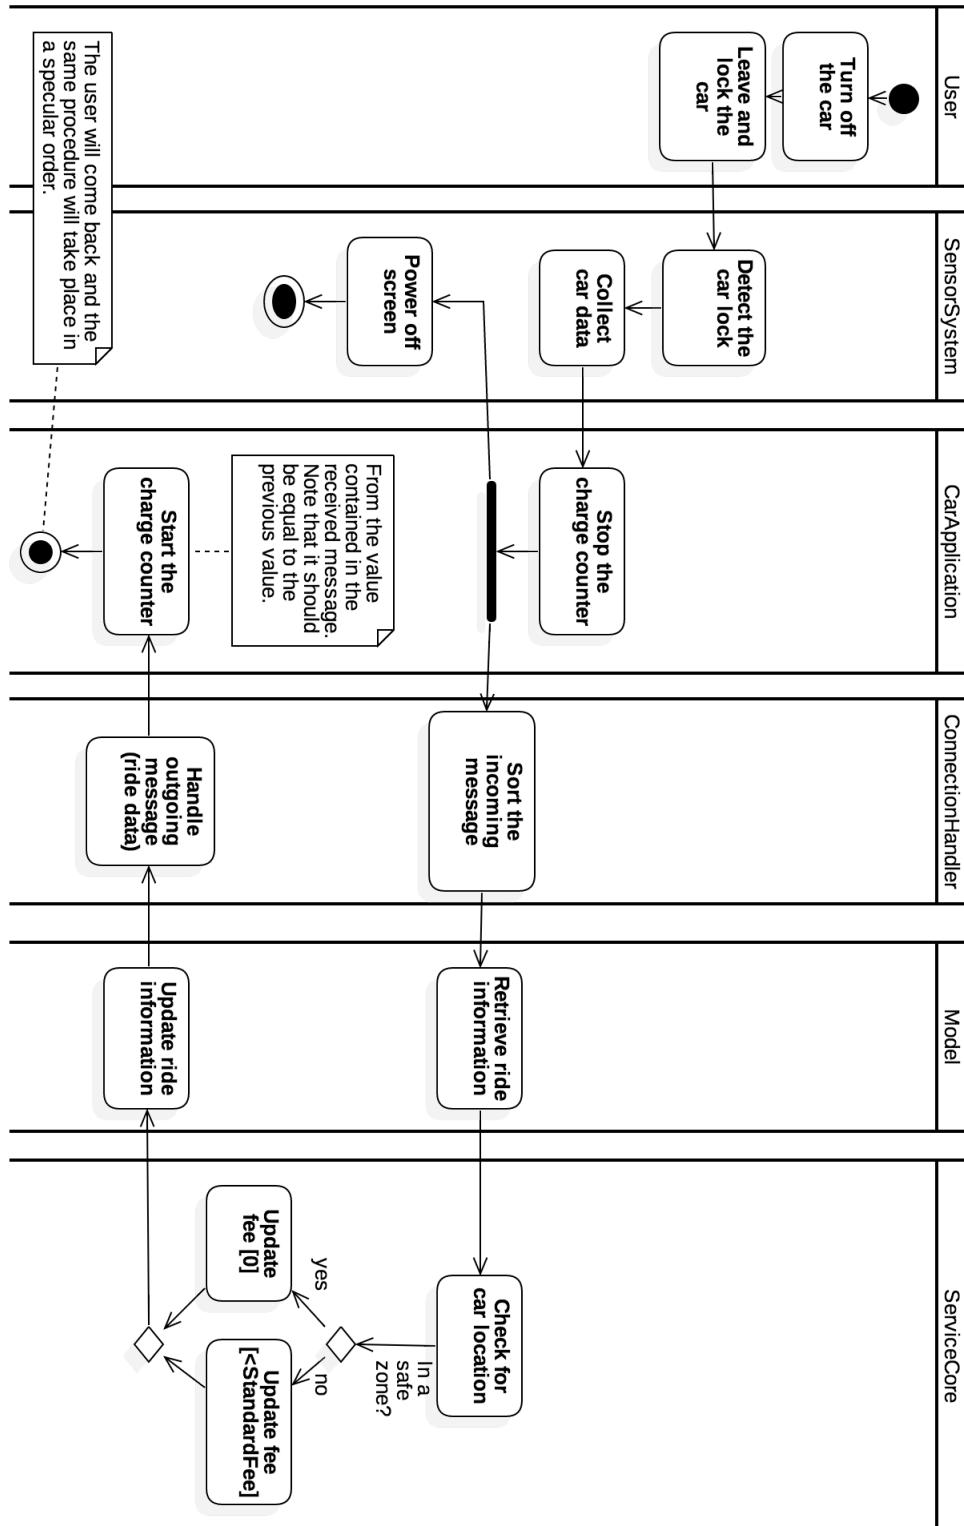 User
SensorSystem
CarApplication
ConnectionHandler
Model
ServiceCore
Turn off
the car
Leave and
lock the
car
Detect the
car lock
Collect
car data
Stop the
charge counter
Power off
screen
Sort the
incoming
message
Retrieve ride
information
Check for
car location
In a
safe
zone?
yes
no
Update
fee [0]
Update fee
[<StandardFee]
Update ride
information
Handle
outgoing
message
(ride data)
From the value
contained in the
received message.
Note that it should
be equal to the
previous value.
Start the
charge counter
The user will come back and the
same procedure will take place in
a specular order.